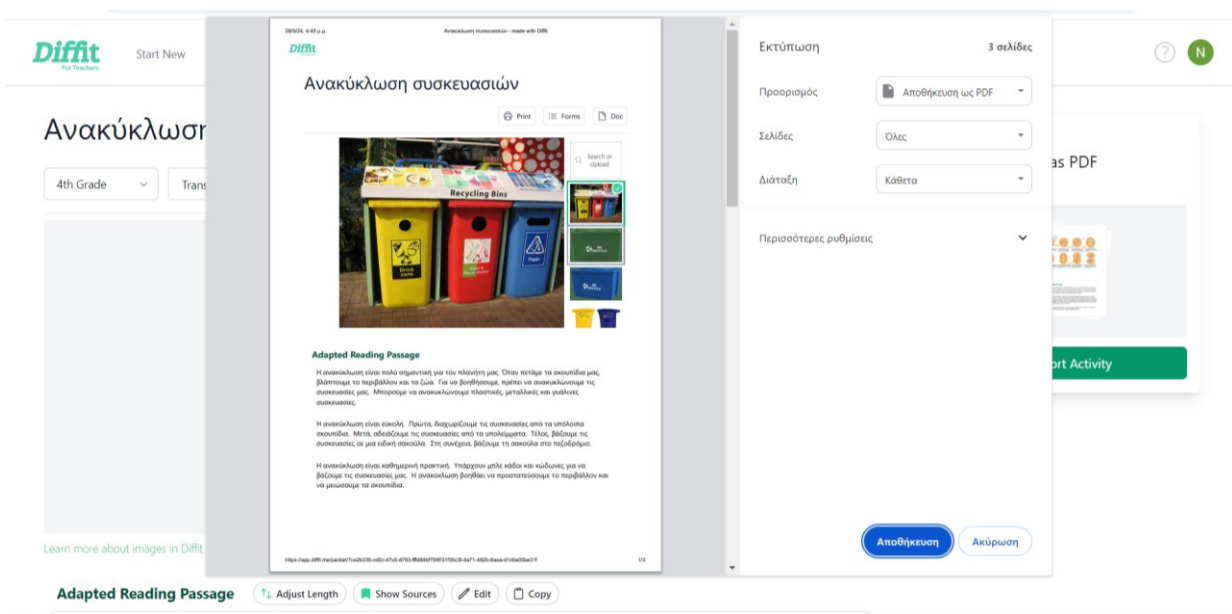 Diffit
For Teachers
Start New
?
N
Ανακύκλωση
4th Grade
Trans
28/9/24, 4:45 μ.μ.
Ανακύκλωση συσκευασιών - made with Diffit
Diffit
Ανακύκλωση συσκευασιών
Print
Forms
Doc
Search or
Upload
Recycling Bins
Drink
cans
Paper
Adapted Reading Passage
Η ανακύκλωση είναι πολύ σημαντική για τον πλανήτη μας. Όταν πετάμε τα σκουπίδια μας,
βλάπτουμε το περιβάλλον και τα ζώα. Για να βοηθήσουμε, πρέπει να ανακυκλώνουμε τις
συσκευασίες μας. Μπορούμε να ανακυκλώνουμε πλαστικές, μεταλλικές και γυάλινες
συσκευασίες.
Η ανακύκλωση είναι εύκολη. Πρώτα, διαχωρίζουμε τις συσκευασίες από τα υπόλοιπα
σκουπίδια. Μετά, αδειάζουμε τις συσκευασίες από τα υπολείμματα. Τέλος, βάζουμε τις
συσκευασίες σε μια ειδική σακούλα. Στη συνέχεια, βάζουμε τη σακούλα στο πεζοδρόμιο.
Η ανακύκλωση είναι καθημερινή πρακτική. Υπάρχουν μπλε κάδοι και κώδωνες για να
βάζουμε τις συσκευασίες μας. Η ανακύκλωση βοηθάει να προστατεύσουμε το περιβάλλον και
να μειώσουμε τα σκουπίδια.
1/3
Εκτύπωση
3 σελίδες
Προορισμός
Αποθήκευση ως PDF
Σελίδες
Όλες
Διάταξη
Κάθετα
Περισσότερες ρυθμίσεις
Αποθήκευση
Ακύρωση
as PDF
ort Activity
Learn more about images in Diffit
Adapted Reading Passage
Adjust Length
Show Sources
Edit
Copy